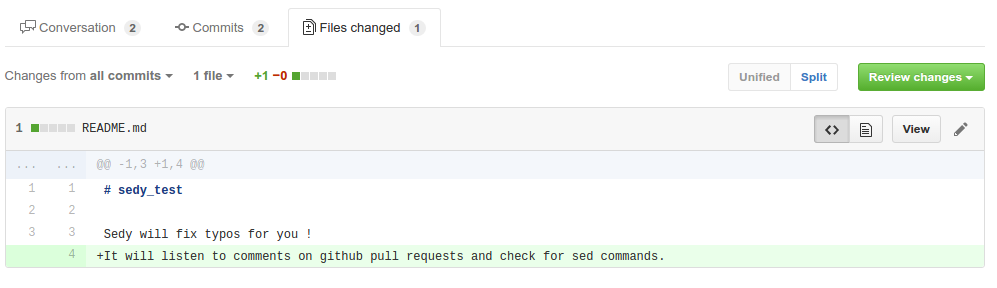 Conversation 2 Commits 2 Files changed 1
Changes from all commits 1 file +1 −0 Unified Split Review changes
1 README.md <> View
... ... @@ -1,3 +1,4 @@
1 1 # sedy_test
2 2
3 3 Sedy will fix typos for you !
4 +It will listen to comments on github pull requests and check for sed commands.